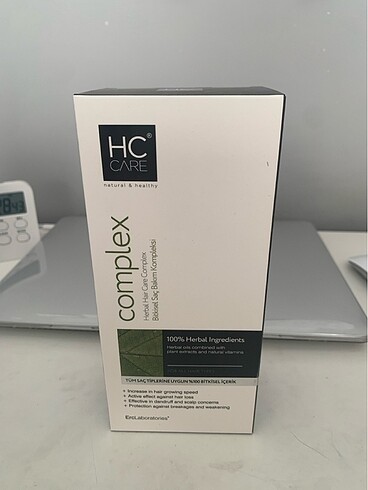 HC®
CARE
natural & healthy
complex
Herbal Hair Care Complex
Bitkisel Saç Bakım Kompleksi
100% Herbal Ingredients
Herbal oils combined with
plant extracts and natural vitamins
TÜM SAÇ TİPLERİNE UYGUN %100 BİTKİSEL İÇERİK
+ Increase in hair growing speed
+ Active effect against hair loss
+ Effective in dandruff and scalp concerns
+ Protection against breakages and weakening
ErcLaboratories®